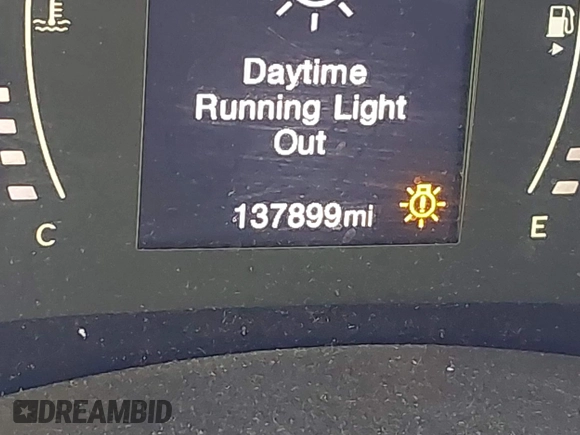 Daytime
Running Light
Out
137899mi
C
E
DREAMBID